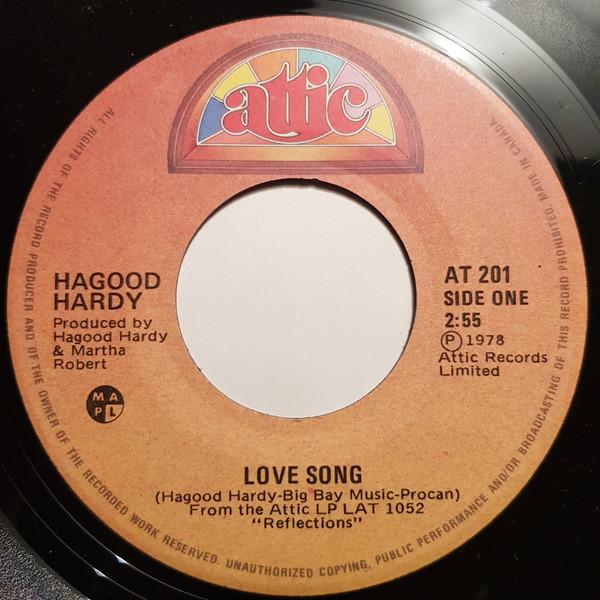 attic
HAGOOD
HARDY
Produced by
Hagood Hardy
& Martha
Robert
M A
P L
AT 201
SIDE ONE
2:55
Ⓟ1978
Attic Records
Limited
LOVE SONG
(Hagood Hardy-Big Bay Music-Procan)
From the Attic LP LAT 1052
"Reflections"
ALL RIGHTS OF THE RECORD PRODUCER AND OF THE OWNER OF THE RECORDED WORK RESERVED. UNAUTHORIZED COPYING, PUBLIC PERFORMANCE AND/OR BROADCASTING OF THIS RECORD PROHIBITED. MADE IN CANADA.